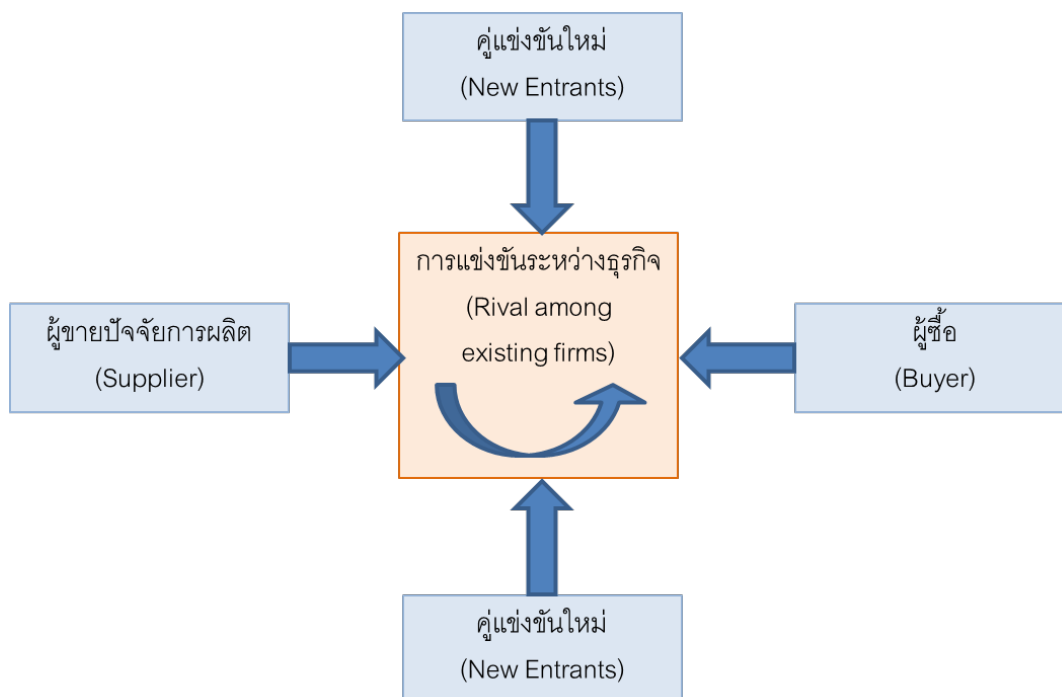 คู่แข่งขันใหม่
(New Entrants)
การแข่งขันระหว่างธุรกิจ
(Rival among
existing firms)
ผู้ขายปัจจัยการผลิต
(Supplier)
ผู้ซื้อ
(Buyer)
คู่แข่งขันใหม่
(New Entrants)